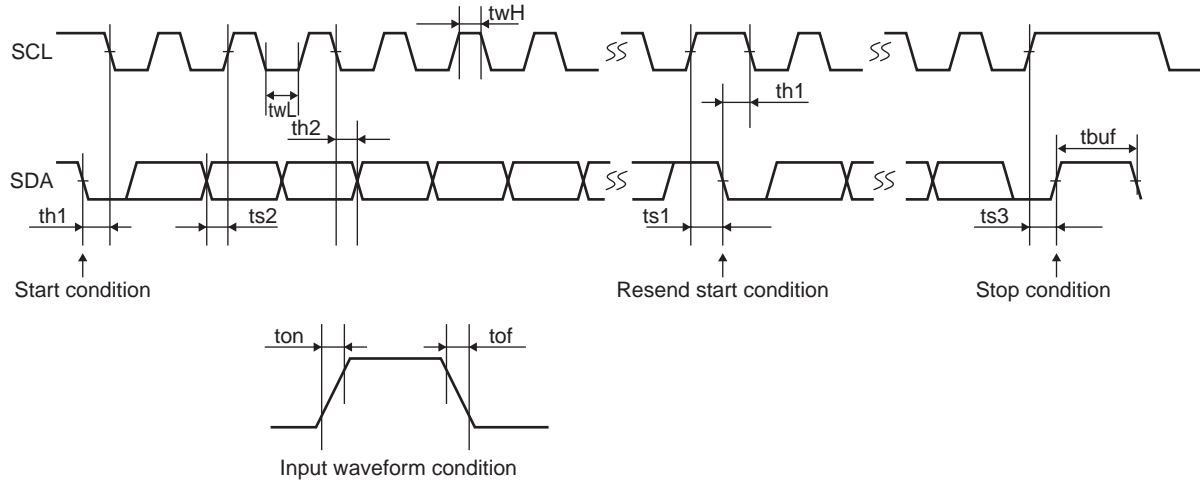 twH
SCL
twL
th1
th2
tbuf
SDA
th1
ts2
ts1
ts3
Start condition
Resend start condition
Stop condition
ton
tof
Input waveform condition